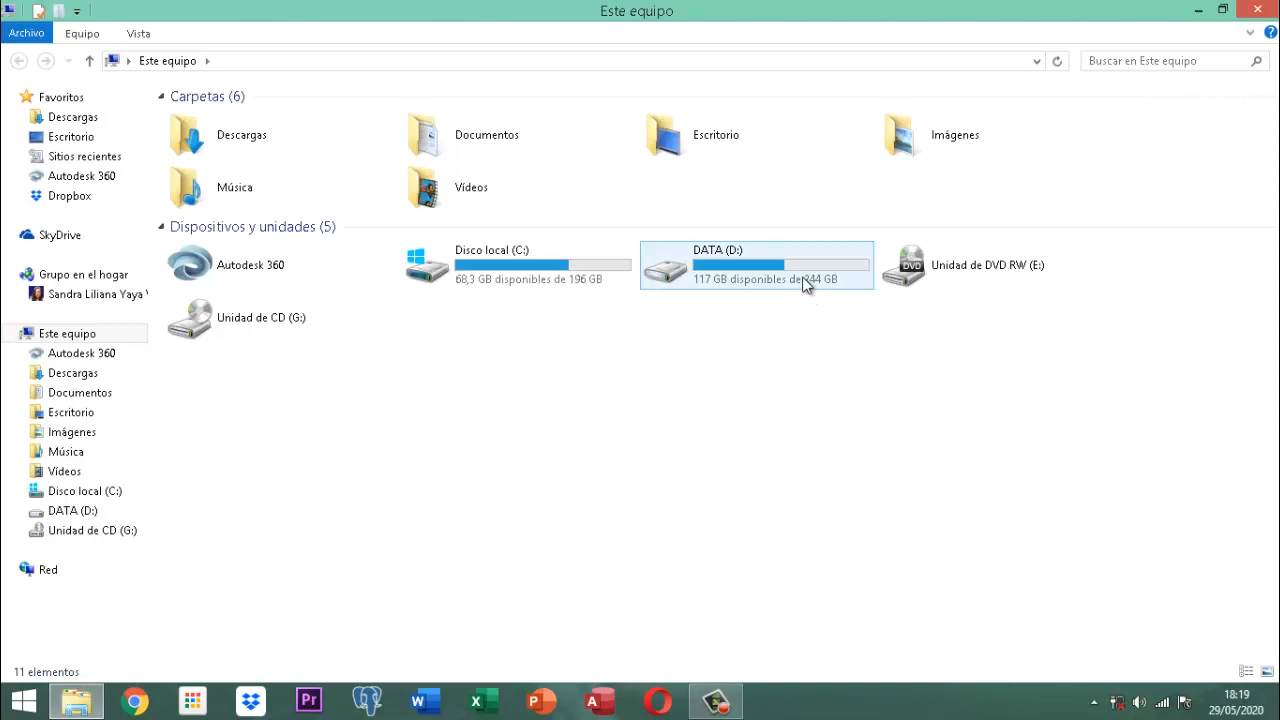 Este equipo
Archivo
Equipo
Vista
Este equipo
Buscar en Este equipo
Favoritos
Descargas
Escritorio
Sitios recientes
Autodesk 360
Dropbox
SkyDrive
Grupo en el hogar
Sandra Liliana Yaya
Este equipo
Autodesk 360
Descargas
Documentos
Escritorio
Imágenes
Música
Vídeos
Disco local (C:)
DATA (D:)
Unidad de CD (G:)
Red
Carpetas (6)
Descargas
Documentos
Escritorio
Imágenes
Música
Vídeos
Dispositivos y unidades (5)
Autodesk 360
Disco local (C:)
68,3 GB disponibles de 196 GB
DATA (D:)
117 GB disponibles de 244 GB
Unidad de DVD RW (E:)
DVD
Unidad de CD (G:)
11 elementos
Pr
W
X
P
A
18:19
29/05/2020